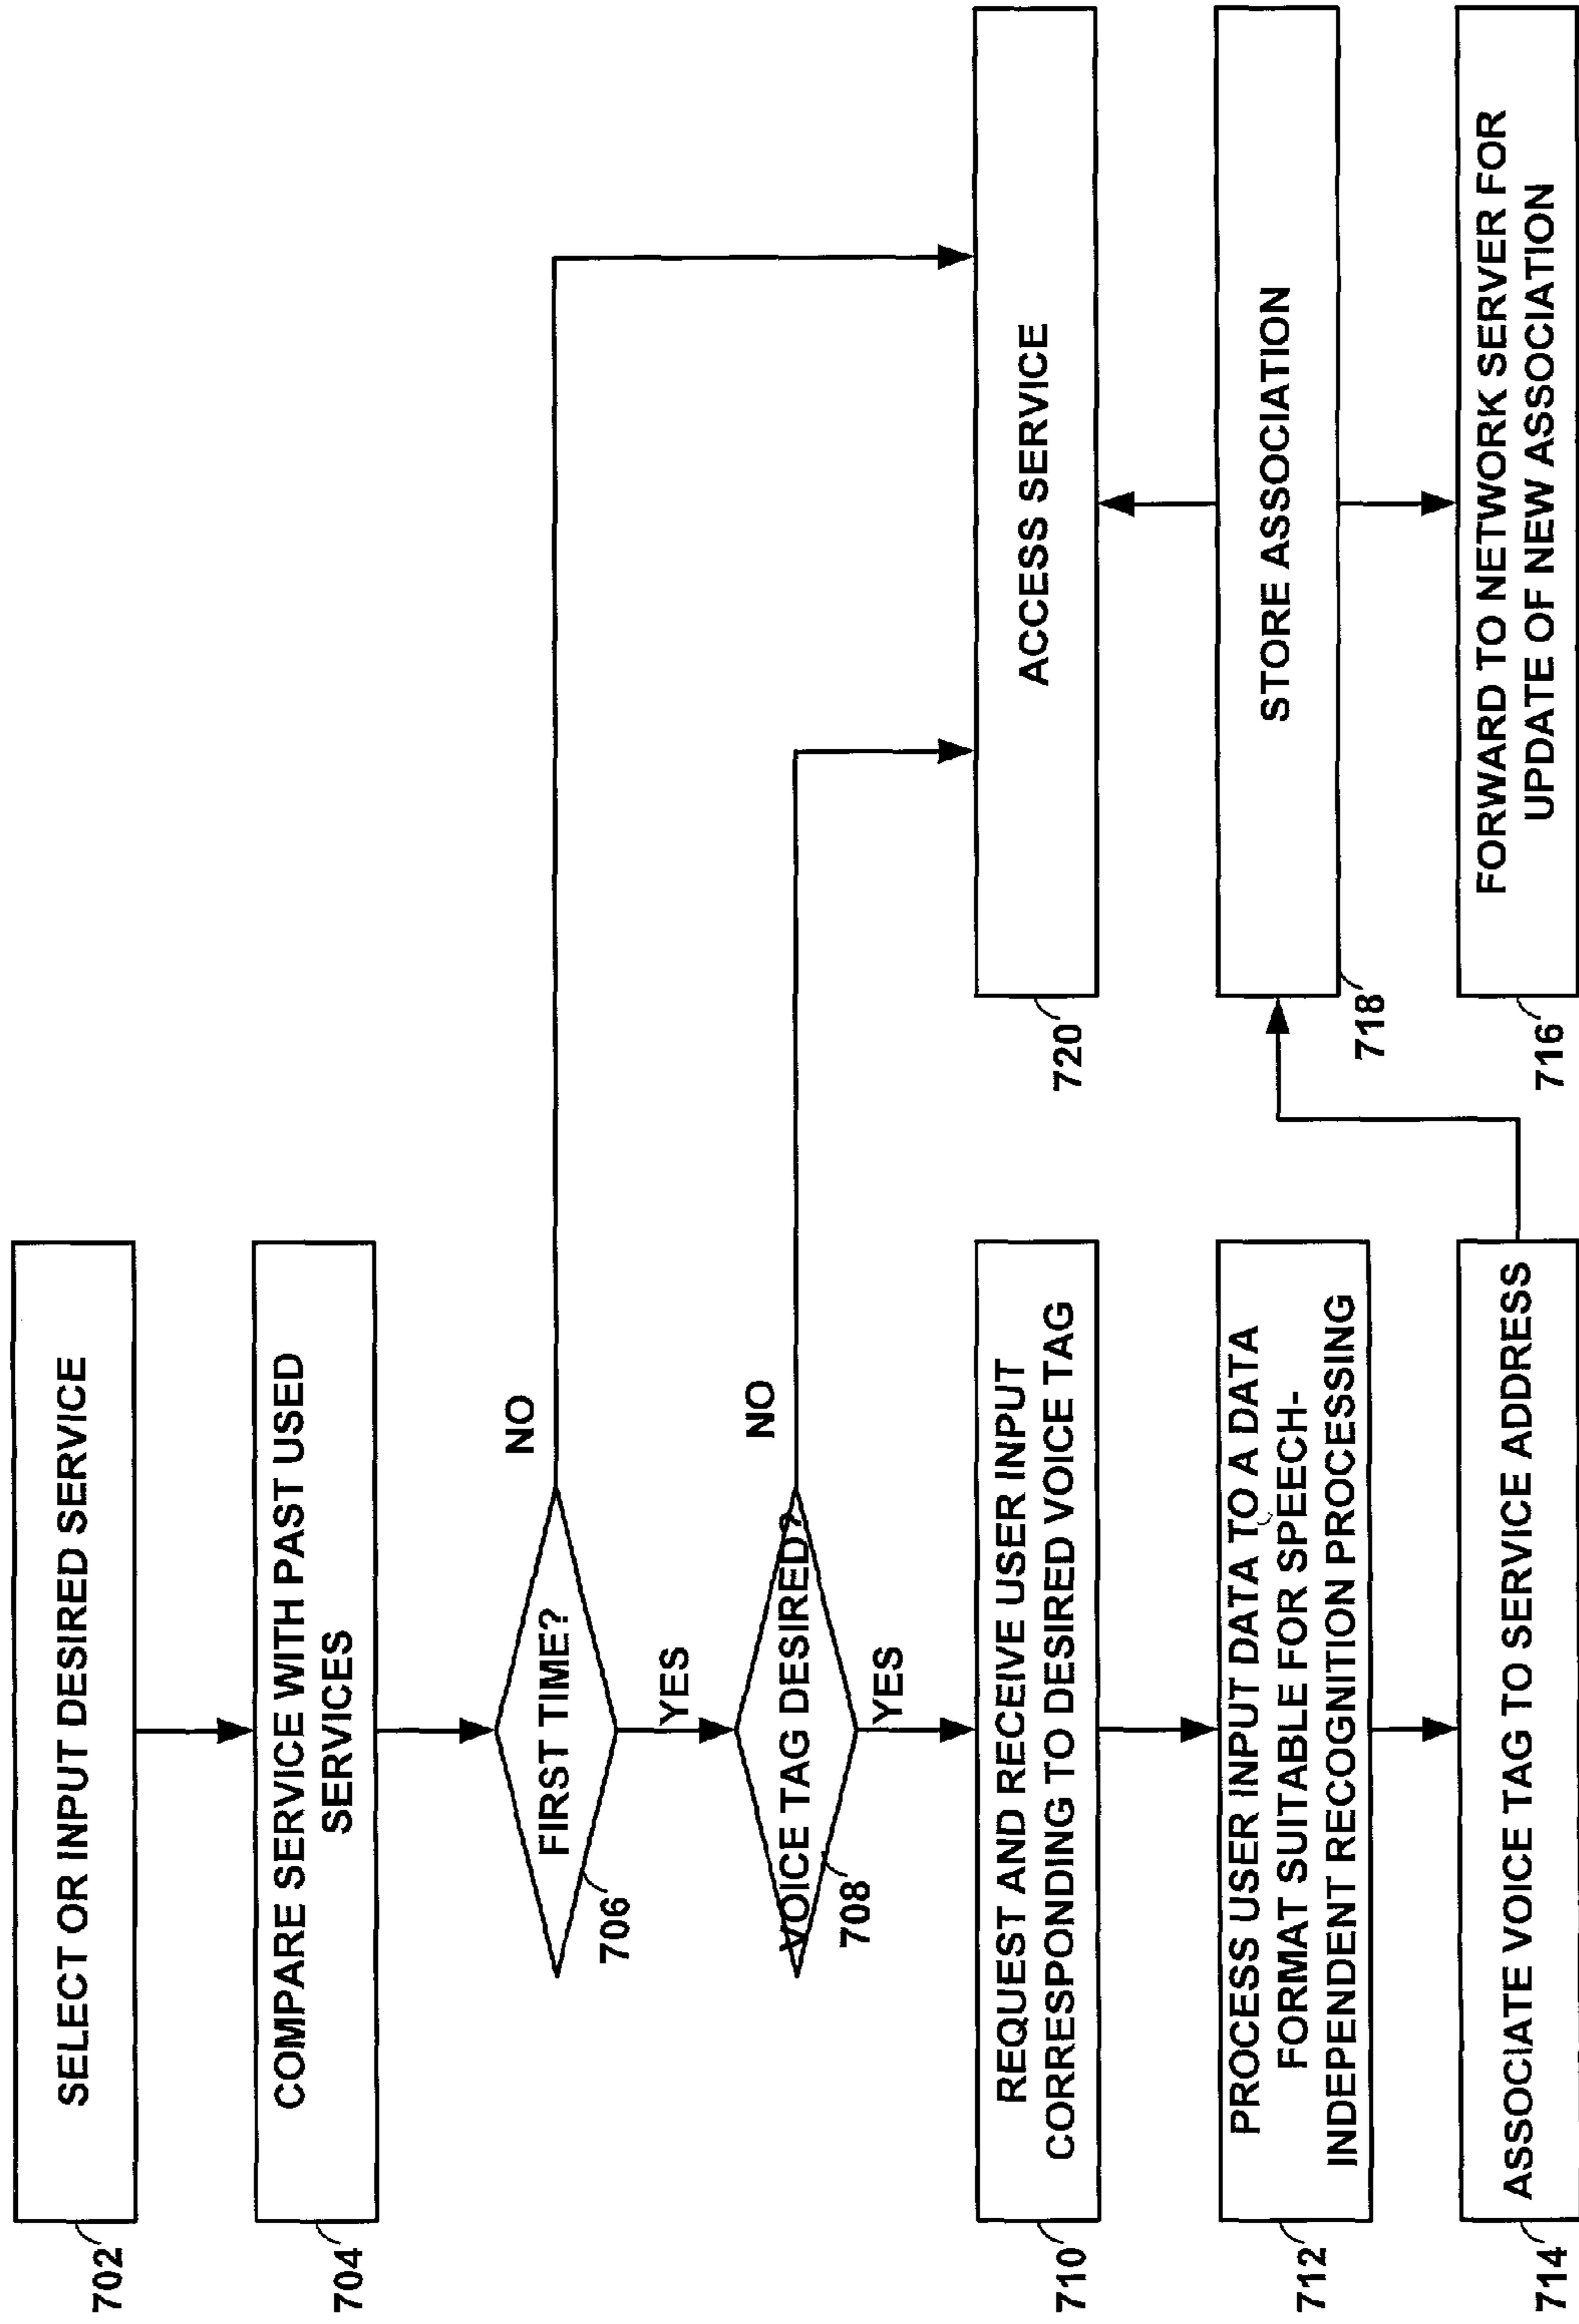 702
SELECT OR INPUT DESIRED SERVICE
704
COMPARE SERVICE WITH PAST USED
SERVICES
FIRST TIME?
706
NO
YES
VOICE TAG DESIRED?
708
NO
YES
710
REQUEST AND RECEIVE USER INPUT
CORRESPONDING TO DESIRED VOICE TAG
712
PROCESS USER INPUT DATA TO A DATA
FORMAT SUITABLE FOR SPEECH-
INDEPENDENT RECOGNITION PROCESSING
714
ASSOCIATE VOICE TAG TO SERVICE ADDRESS
720
ACCESS SERVICE
718
STORE ASSOCIATION
716
FORWARD TO NETWORK SERVER FOR
UPDATE OF NEW ASSOCIATION